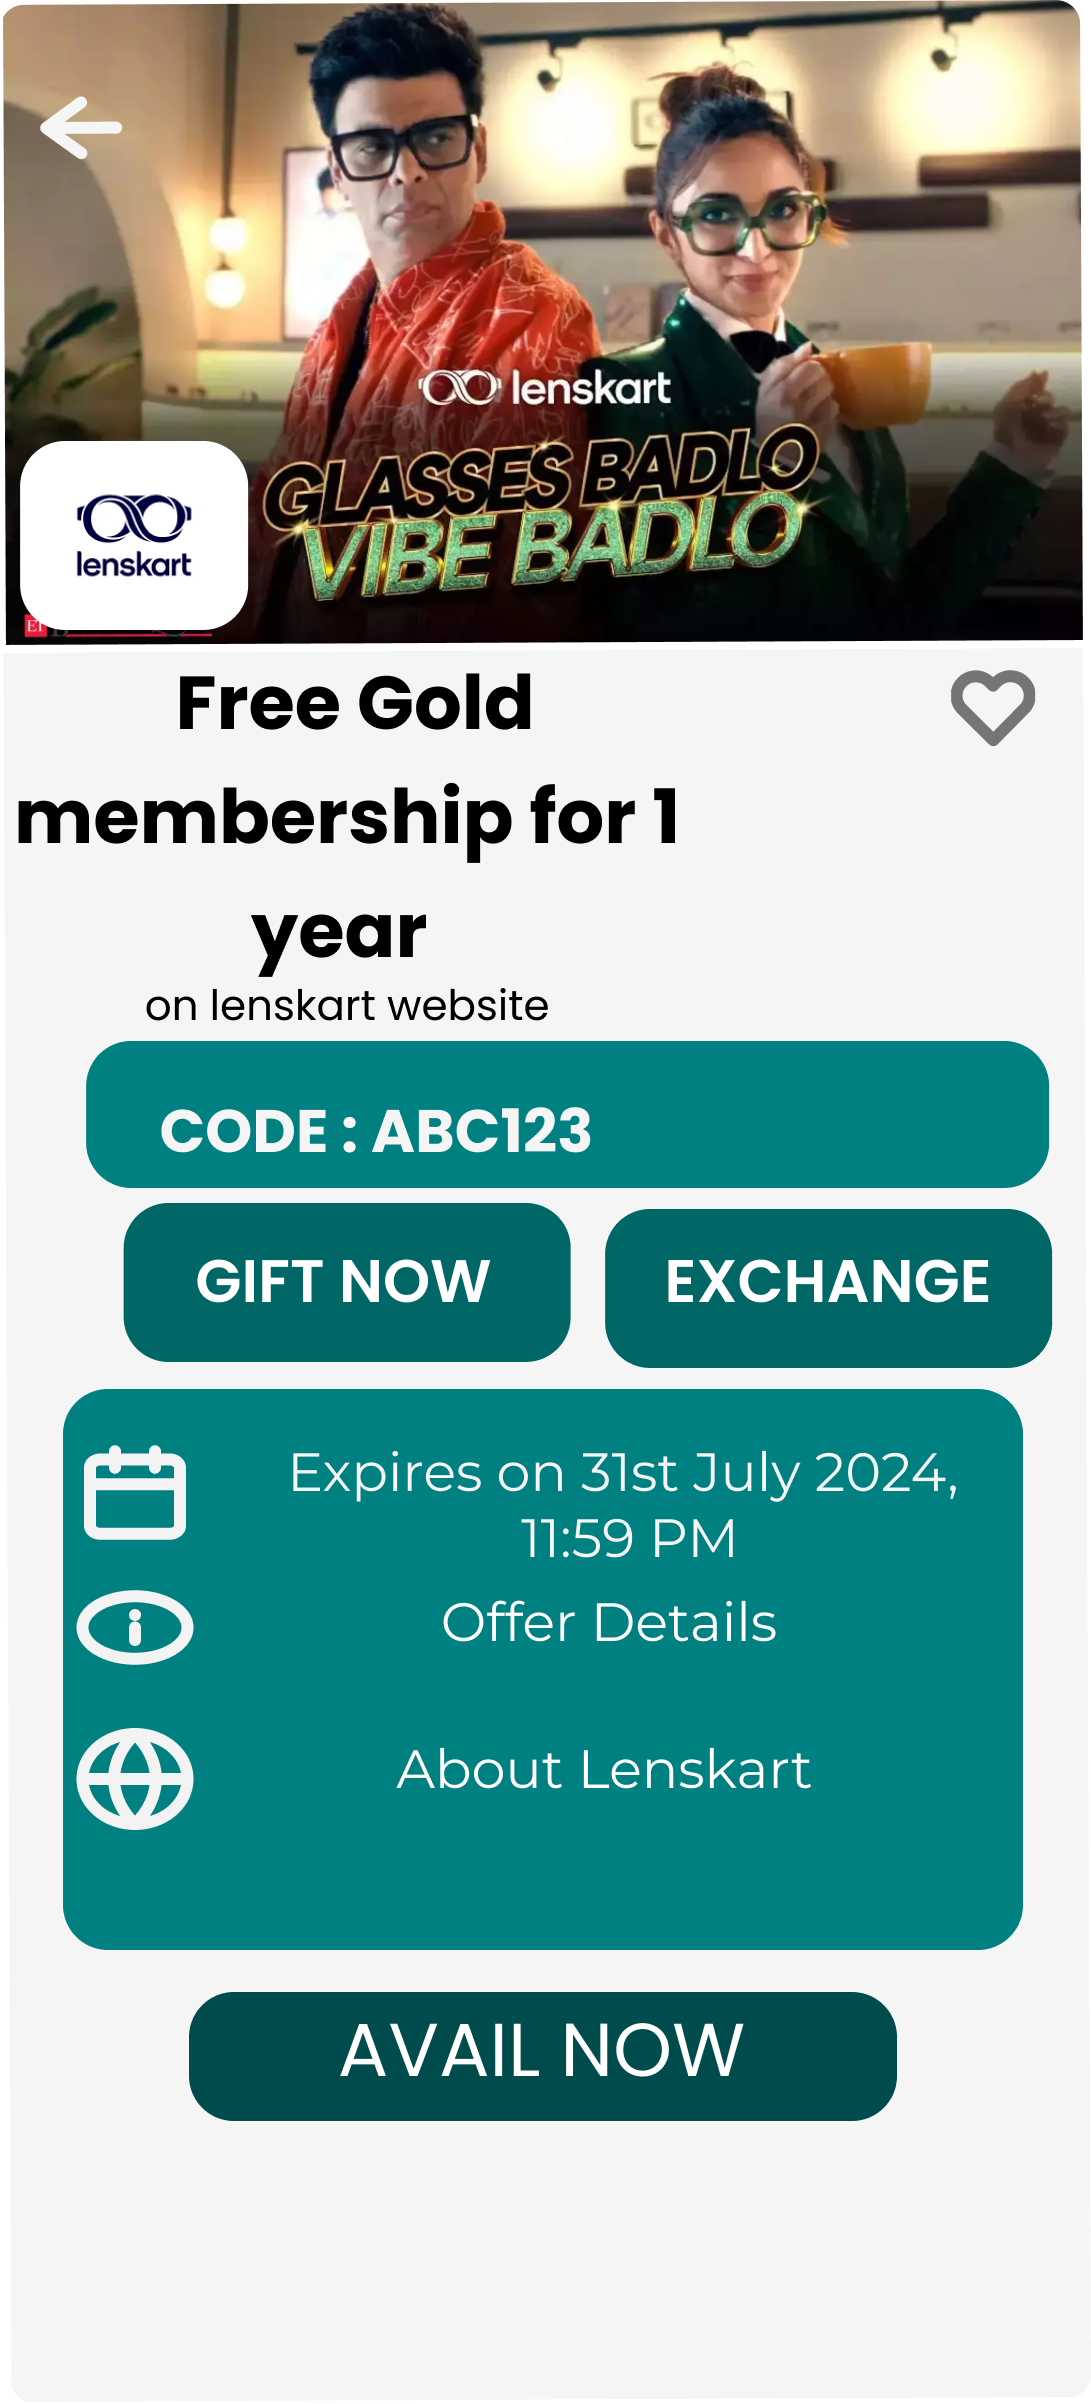 lenskart
GLASSES BADLO
VIBE BADLO
lenskart
ET
Free Gold
membership for 1
year
on lenskart website
CODE : ABC123
GIFT NOW
EXCHANGE
Expires on 31st July 2024,
11:59 PM
Offer Details
About Lenskart
AVAIL NOW